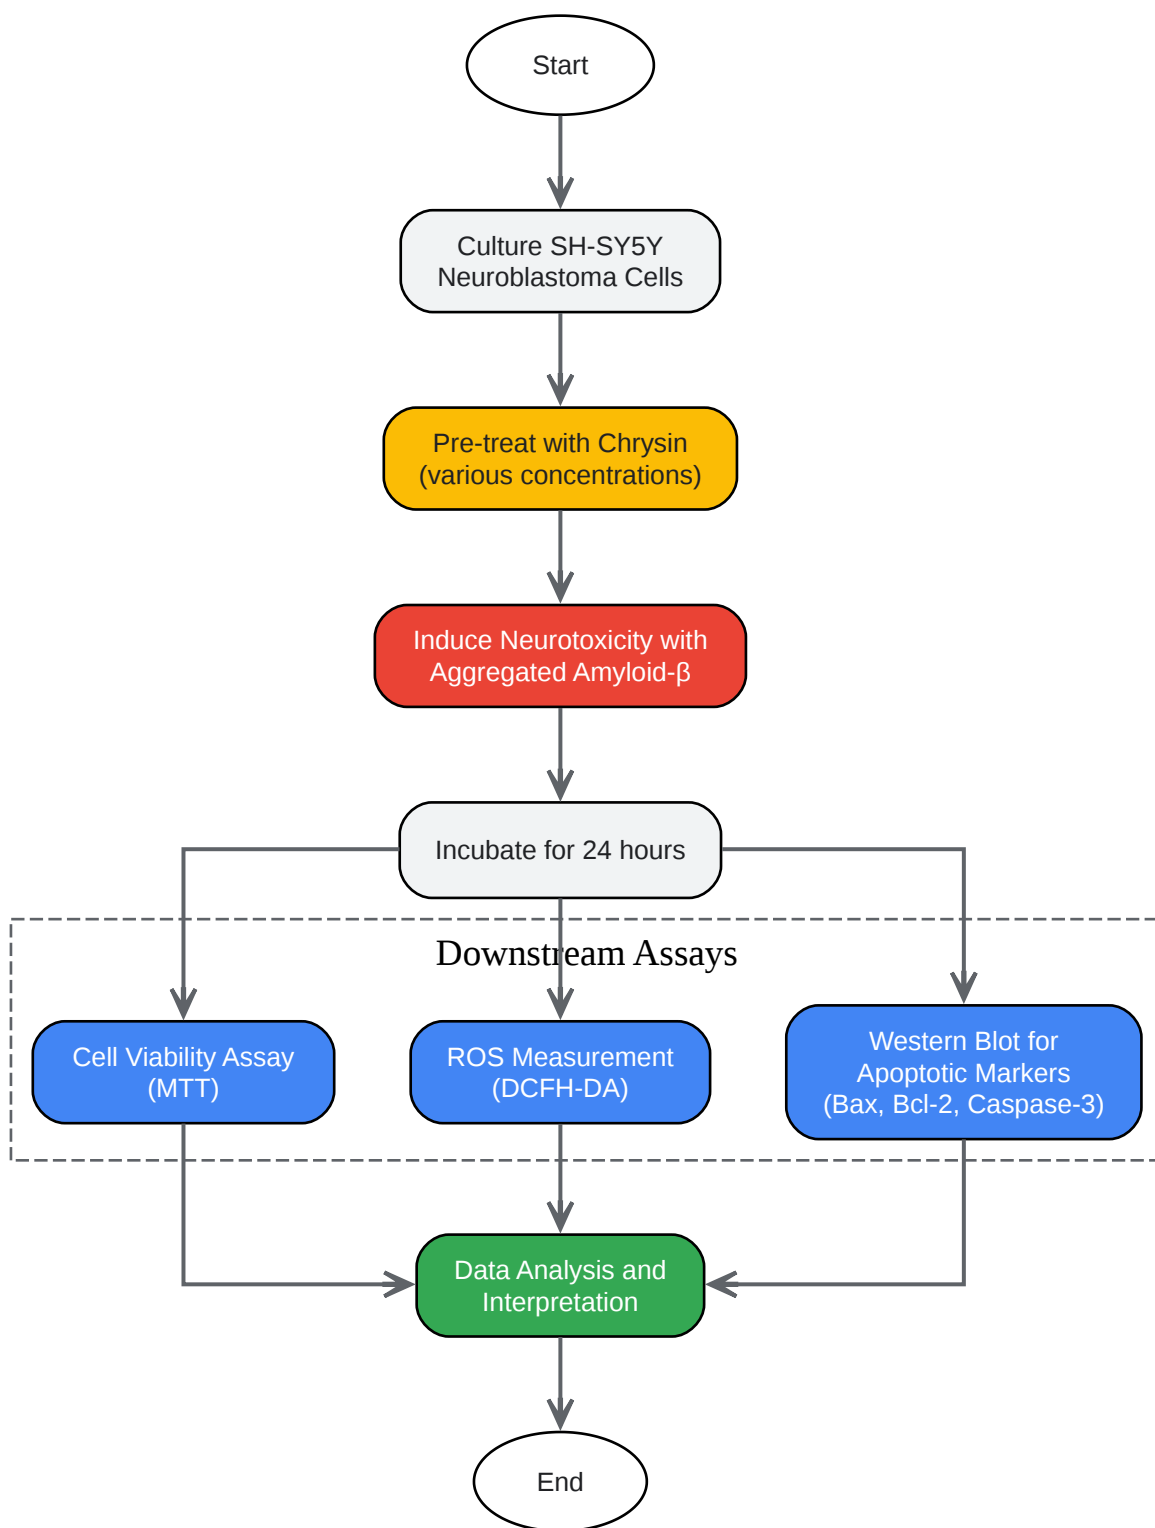 Start
Culture SH-SY5Y
Neuroblastoma Cells
Pre-treat with Chrysin
(various concentrations)
Induce Neurotoxicity with
Aggregated Amyloid-β
Incubate for 24 hours
Downstream Assays
Cell Viability Assay
(MTT)
ROS Measurement
(DCFH-DA)
Western Blot for
Apoptotic Markers
(Bax, Bcl-2, Caspase-3)
Data Analysis and
Interpretation
End